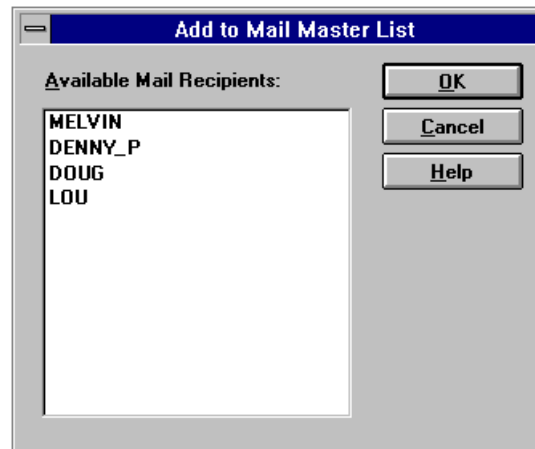 Add to Mail Master List
Available Mail Recipients:
MELVIN
DENNY_P
DOUG
LOU
OK
Cancel
Help